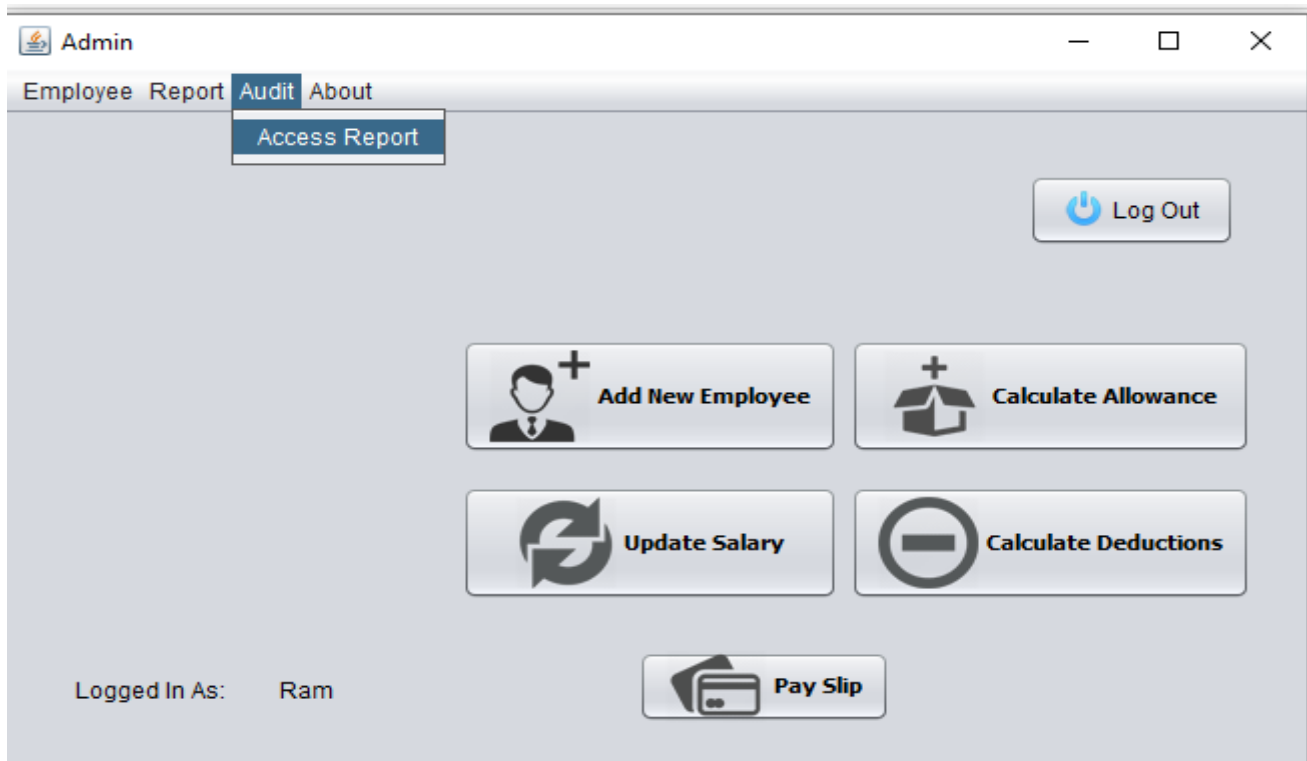 Admin
Employee Report Audit About
Access Report
Log Out
Add New Employee
Calculate Allowance
Update Salary
Calculate Deductions
Logged In As: Ram
Pay Slip